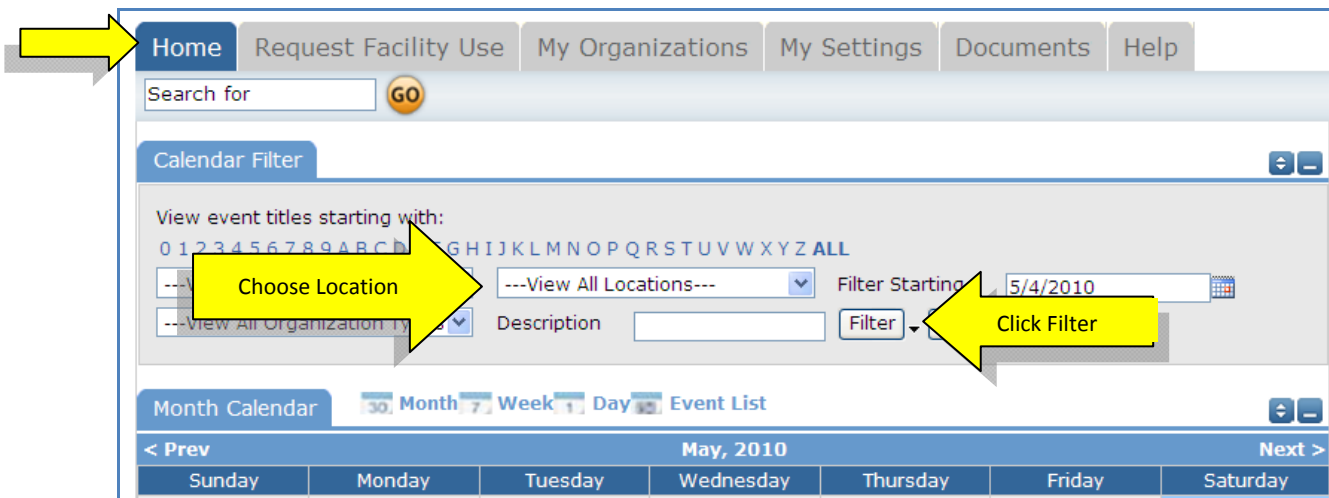 Home Request Facility Use My Organizations My Settings Documents Help
Search for GO
Calendar Filter
View event titles starting with:
0 1 2 3 4 5 6 7 8 9 A B C D G H I J K L M N O P Q R S T U V W X Y Z ALL
Choose Location ---View All Locations--- Filter Starting 5/4/2010
---View All Organization Description Filter Click Filter
Month Calendar 30 Month 7 Week 1 Day Event List
< Prev May, 2010 Next >
Sunday Monday Tuesday Wednesday Thursday Friday Saturday